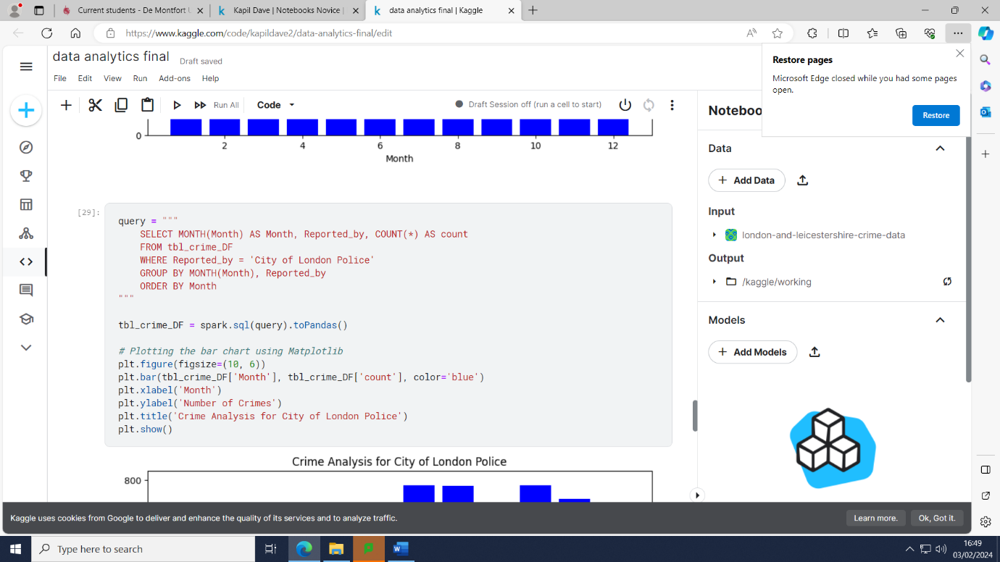 Current students - De Montfort U
Kapil Dave | Notebooks Novice |
data analytics final | Kaggle
https://www.kaggle.com/code/kapildave2/data-analytics-final/edit
data analytics final
Draft saved
File Edit View Run Add-ons Help
Restore pages
Microsoft Edge closed while you had some pages
open.
Restore
Run All
Code
Draft Session off (run a cell to start)
0
2 4 6 8 10 12
Month
[29]:
query = """
SELECT MONTH(Month) AS Month, Reported_by, COUNT(*) AS count
FROM tbl_crime_DF
WHERE Reported_by = 'City of London Police'
GROUP BY MONTH(Month), Reported_by
ORDER BY Month
"""
tbl_crime_DF = spark.sql(query).toPandas()
# Plotting the bar chart using Matplotlib
plt.figure(figsize=(10, 6))
plt.bar(tbl_crime_DF['Month'], tbl_crime_DF['count'], color='blue')
plt.xlabel('Month')
plt.ylabel('Number of Crimes')
plt.title('Crime Analysis for City of London Police')
plt.show()
Crime Analysis for City of London Police
800
Noteboo
Data
+ Add Data
Input
london-and-leicestershire-crime-data
Output
/kaggle/working
Models
+ Add Models
Kaggle uses cookies from Google to deliver and enhance the quality of its services and to analyze traffic.
Learn more.
Ok, Got it.
Type here to search
16:49
03/02/2024